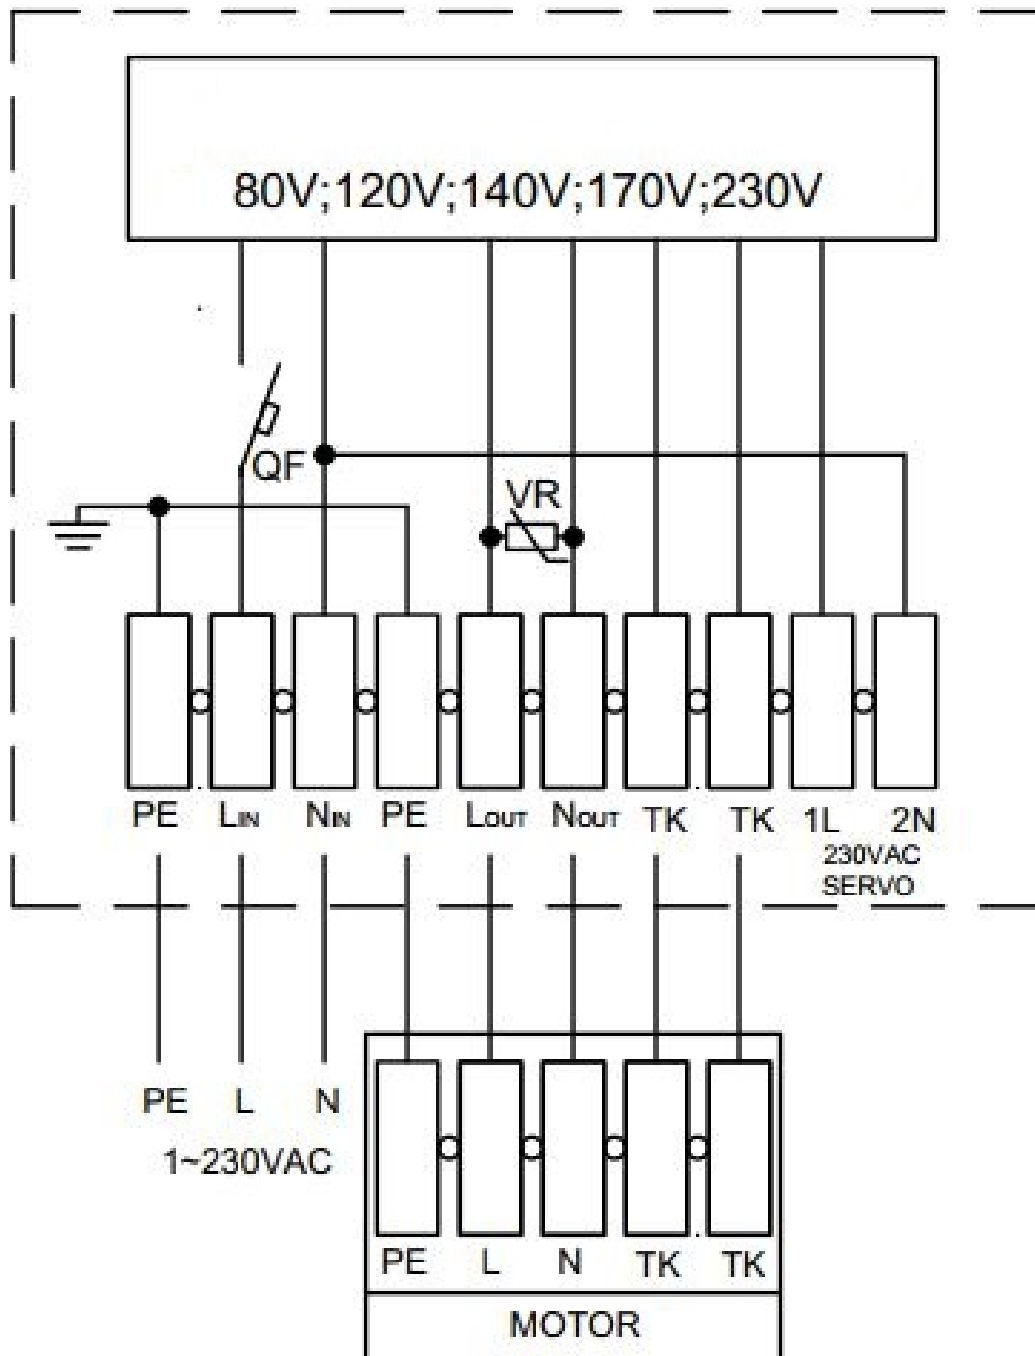 80V;120V;140V;170V;230V
QF
VR
PE LIN NIN PE LOUT NOUT TK TK 1L 2N
230VAC
SERVO
PE L N
1~230VAC
PE L N TK TK
MOTOR